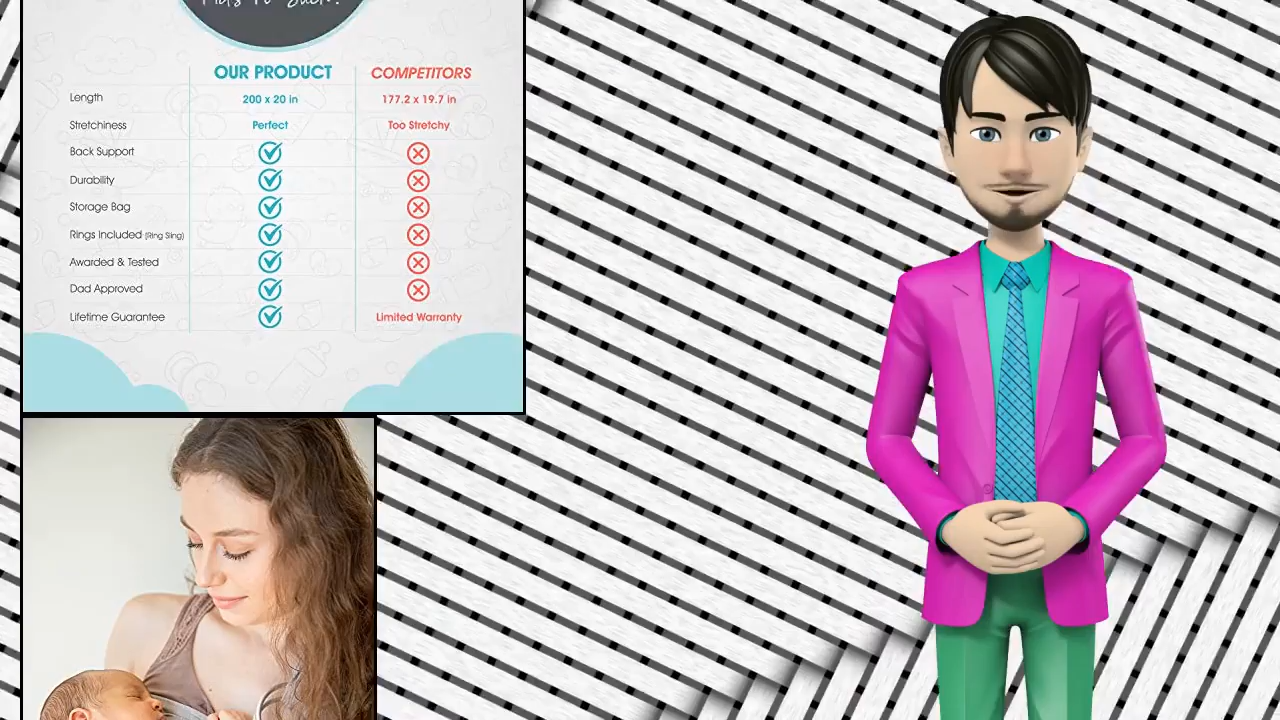 OUR PRODUCT COMPETITORS
Length 200 x 20 in 177.2 x 19.7 in
Stretchiness Perfect Too Stretchy
Back Support
Durability
Storage Bag
Rings Included (Ring Sling)
Awarded & Tested
Dad Approved
Lifetime Guarantee Limited Warranty